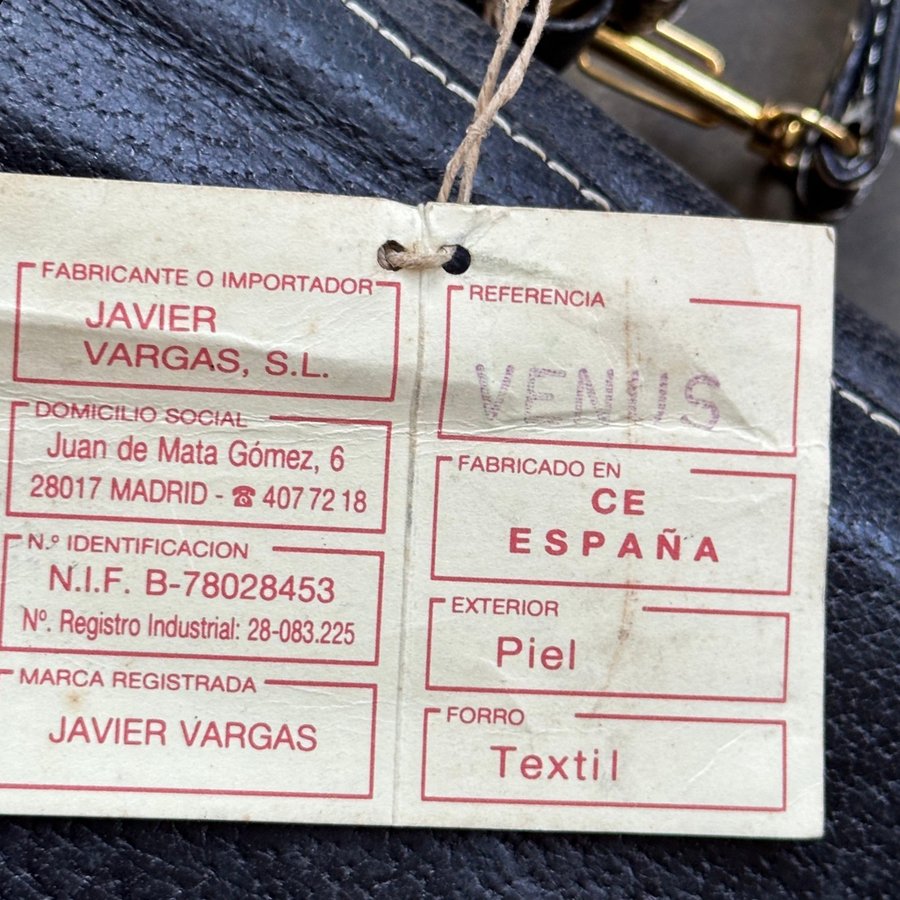 FABRICANTE O IMPORTADOR
JAVIER
VARGAS, S.L.
DOMICILIO SOCIAL
Juan de Mata Gómez, 6
28017 MADRID - ☎ 407 72 18
N.º IDENTIFICACION
N.I.F. B-78028453
Nº. Registro Industrial: 28-083.225
MARCA REGISTRADA
JAVIER VARGAS
REFERENCIA
VENUS
FABRICADO EN
CE
ESPAÑA
EXTERIOR
Piel
FORRO
Textil